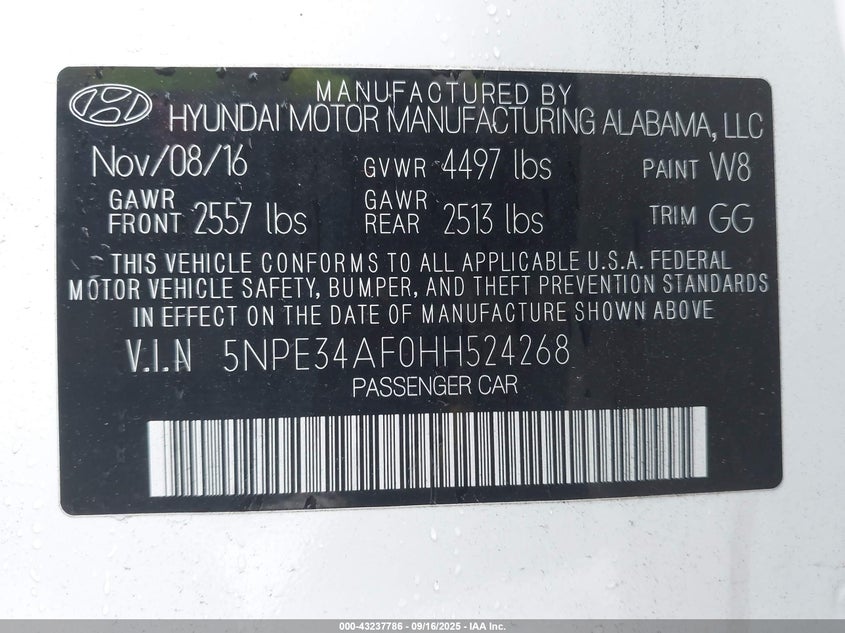 MANUFACTURED BY
HYUNDAI MOTOR MANUFACTURING ALABAMA, LLC
Nov/08/16 GVWR 4497 lbs PAINT W8
GAWR FRONT 2557 lbs GAWR REAR 2513 lbs TRIM GG
THIS VEHICLE CONFORMS TO ALL APPLICABLE U.S.A. FEDERAL
MOTOR VEHICLE SAFETY, BUMPER, AND THEFT PREVENTION STANDARDS
IN EFFECT ON THE DATE OF MANUFACTURE SHOWN ABOVE
V.I.N 5NPE34AF0HH524268
PASSENGER CAR
000-43237786 - 09/16/2025 - IAA Inc.